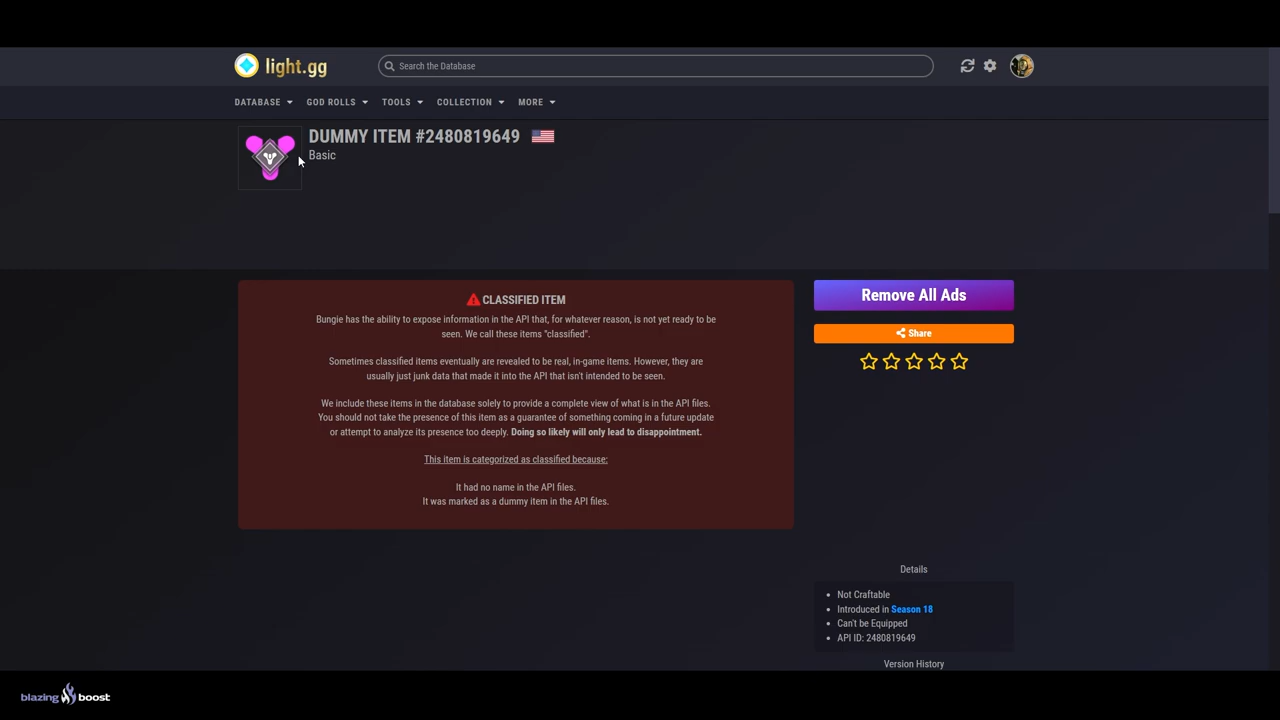 light.gg
Search the Database
DATABASE
GOD ROLLS
TOOLS
COLLECTION
MORE
DUMMY ITEM #2480819649
Basic
CLASSIFIED ITEM
Bungie has the ability to expose information in the API that, for whatever reason, is not yet ready to be
seen. We call these items "classified".
Sometimes classified items eventually are revealed to be real, in-game items. However, they are
usually just junk data that made it into the API that isn't intended to be seen.
We include these items in the database solely to provide a complete view of what is in the API files.
You should not take the presence of this item as a guarantee of something coming in a future update
or attempt to analyze its presence too deeply. Doing so likely will only lead to disappointment.
This item is categorized as classified because:
It had no name in the API files.
It was marked as a dummy item in the API files.
Remove All Ads
Share
Details
Not Craftable
Introduced in Season 18
Can't be Equipped
API ID: 2480819649
Version History
blazing boost